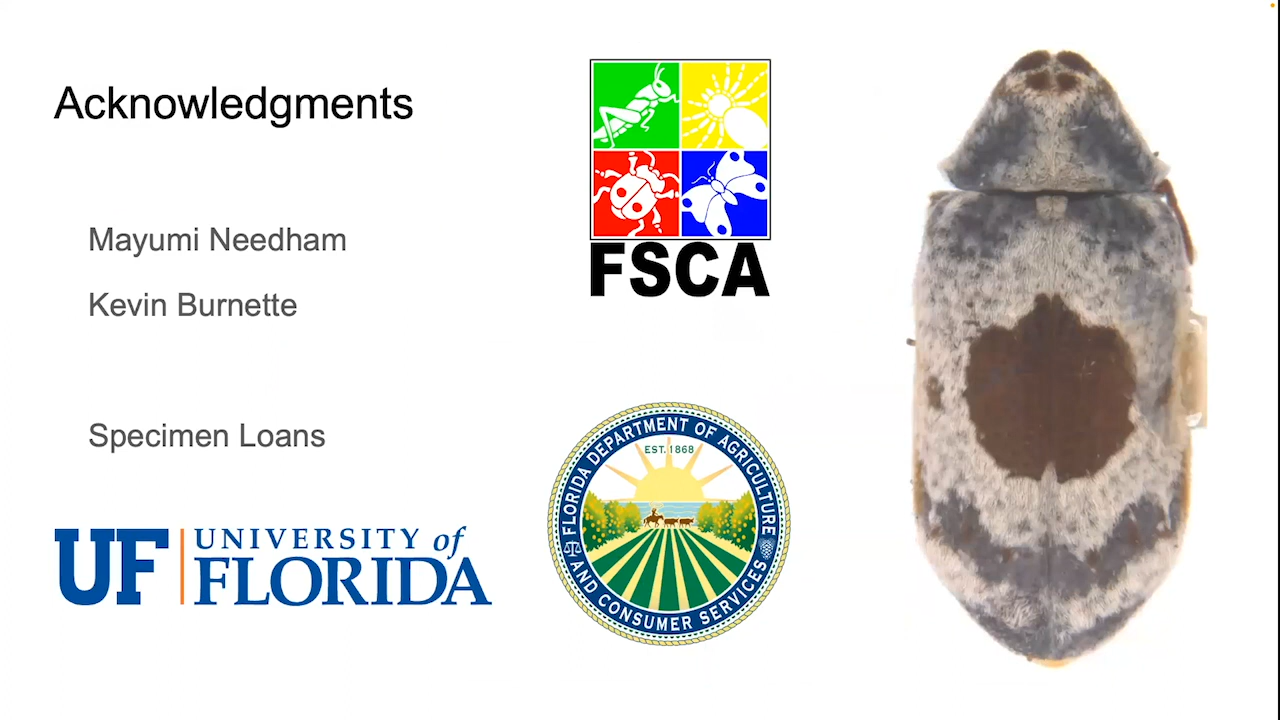 Acknowledgments
Mayumi Needham
Kevin Burnette
Specimen Loans
UF UNIVERSITY of
FLORIDA
FSCA
FLORIDA DEPARTMENT OF AGRICULTURE
EST. 1868
AND CONSUMER SERVICES